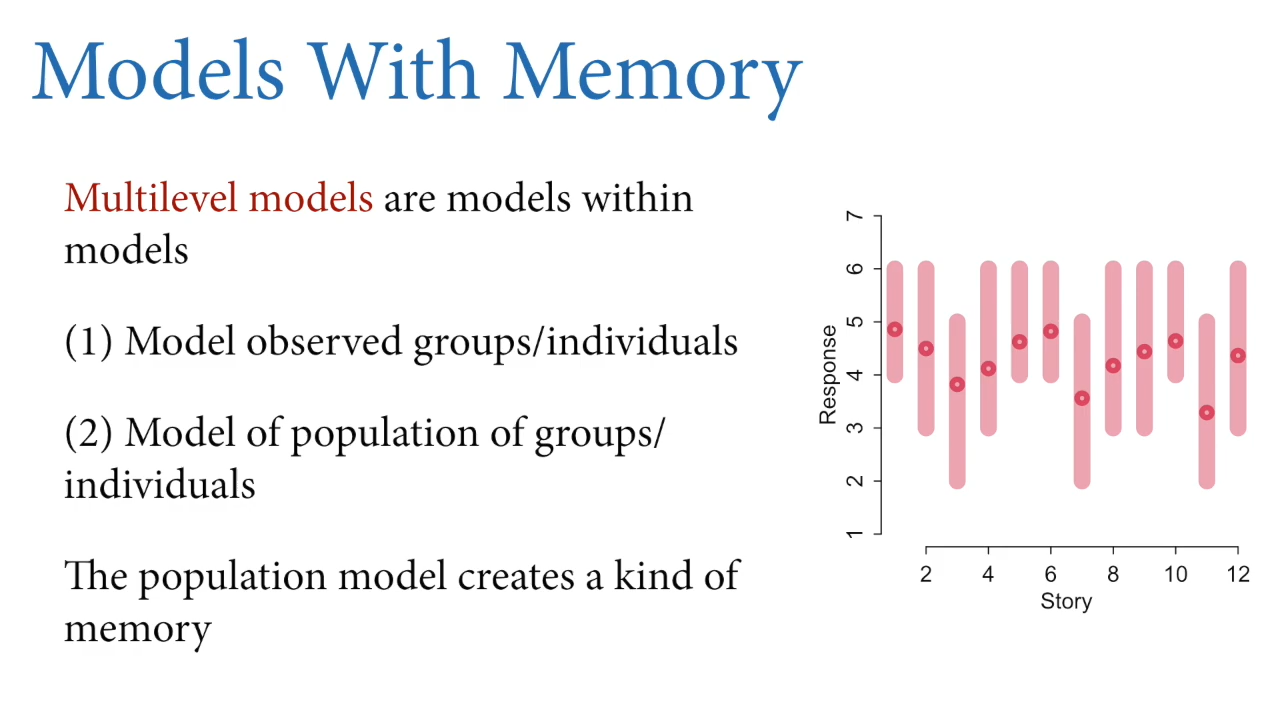 Models With Memory
Multilevel models are models within
models
(1) Model observed groups/individuals
(2) Model of population of groups/
individuals
The population model creates a kind of
memory
7
6
5
4
3
2
1
Response
2 4 6 8 10 12
Story